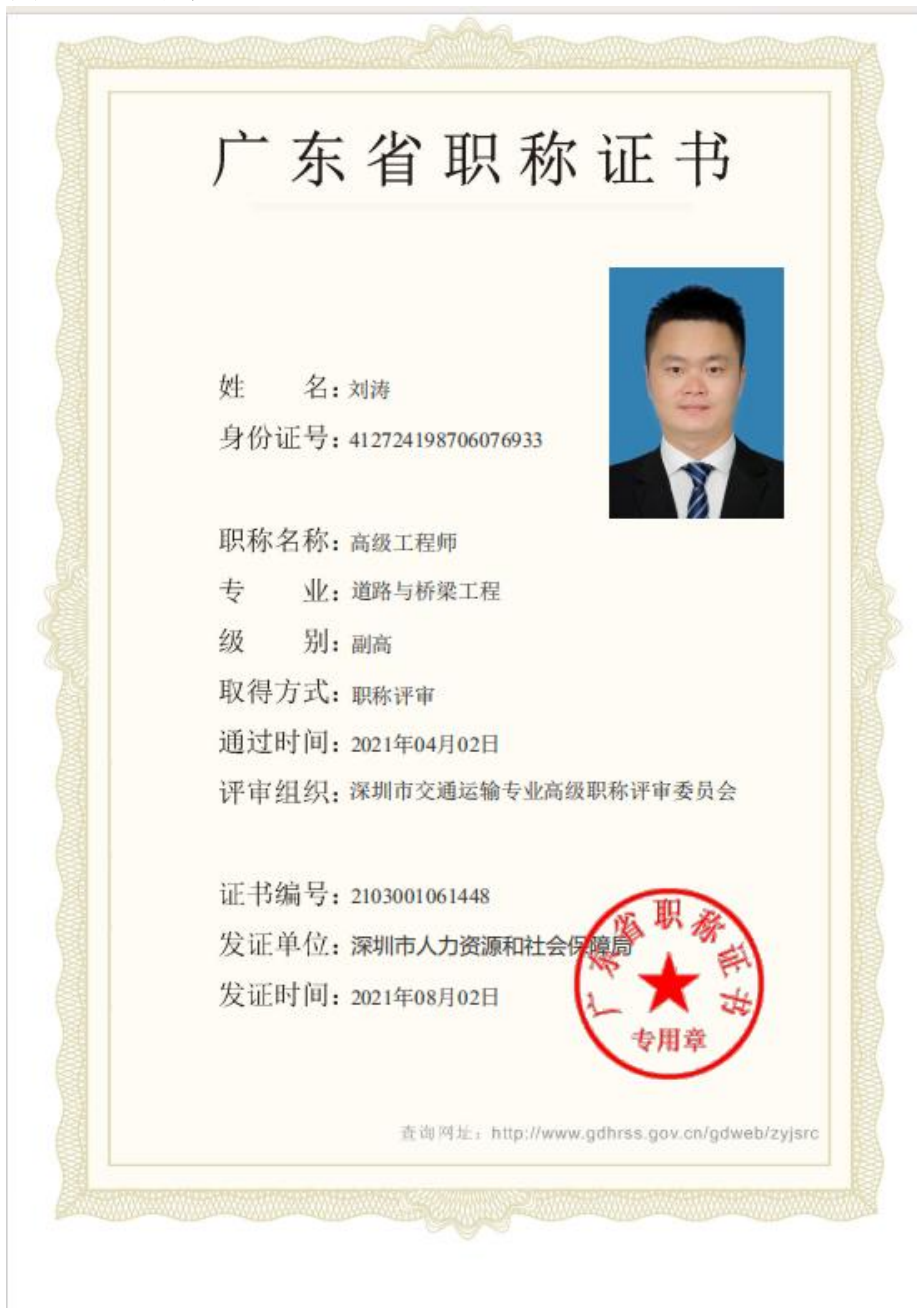 广东省职称证书
姓 名：刘涛
身份证号：412724198706076933
职称名称：高级工程师
专 业：道路与桥梁工程
级 别：副高
取得方式：职称评审
通过时间：2021年04月02日
评审组织：深圳市交通运输专业高级职称评审委员会
证书编号：2103001061448
发证单位：深圳市人力资源和社会保障局
发证时间：2021年08月02日
广东省职称证书
专用章
查询网址：http://www.gdhrss.gov.cn/gdweb/zyjsrc